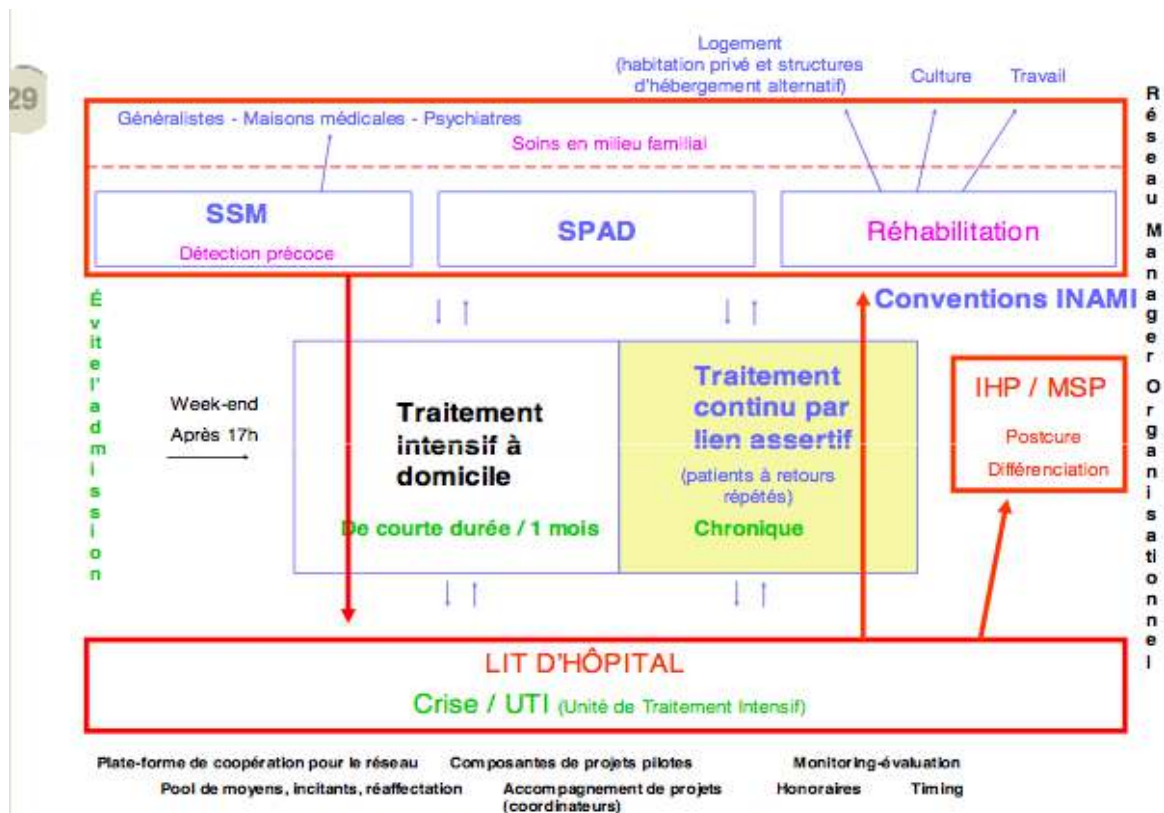 29
Logement
(habitation privé et structures
d'hébergement alternatif)
Culture
Travail
Généralistes - Maisons médicales - Psychiatres
Soins en milieu familial
SSM
Détection précoce
SPAD
Réhabilitation
Réseau Manager Organisationnel
Évite l'admission
Conventions INAMI
Week-end
Après 17h
Traitement
intensif à
domicile
De courte durée / 1 mois
Traitement
continu par
lien assertif
(patients à retours
répétés)
Chronique
IHP / MSP
Postcure
Différenciation
LIT D'HÔPITAL
Crise / UTI (Unité de Traitement Intensif)
Plate-forme de coopération pour le réseau
Composantes de projets pilotes
Monitoring-évaluation
Pool de moyens, incitants, réaffectation
Accompagnement de projets
(coordinateurs)
Honoraires
Timing